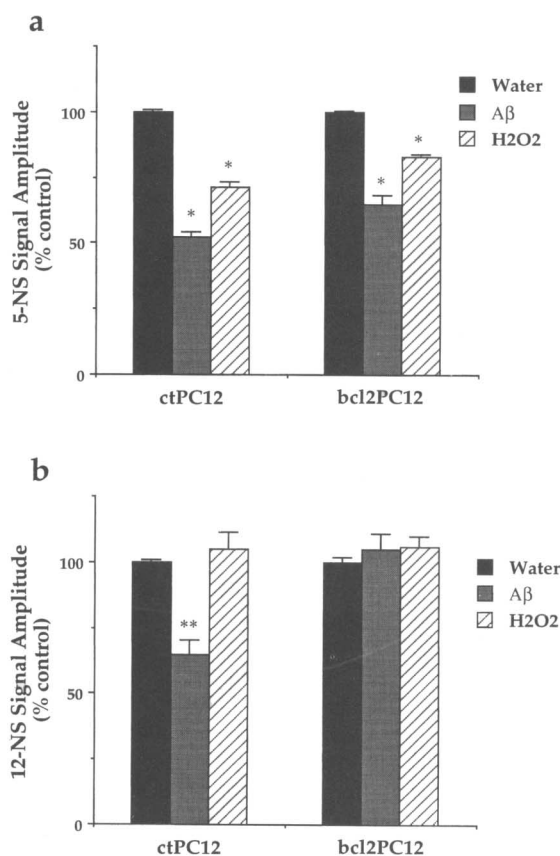 a
5-NS Signal Amplitude
(% control)
100
50
0
*
*
*
*
Water
Aβ
H2O2
ctPC12
bcl2PC12
b
12-NS Signal Amplitude
(% control)
100
50
0
**
Water
Aβ
H2O2
ctPC12
bcl2PC12